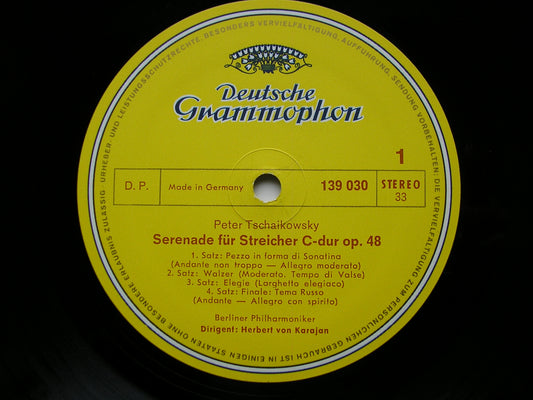 URHEBER- UND LEISTUNGSSCHUTZRECHTE, BESONDERS VERVIELFÄLTIGUNG, AUFFÜHRUNG, SENDUNG VORBEHALTEN. DIE VERVIELFÄLTIGUNG ZUM PERSÖNLICHEN GEBRAUCH IST IN EINIGEN STAATEN OHNE BESONDERE ERLAUBNIS ZULÄSSIG
Deutsche
Grammophon
1
D.P. Made in Germany 139 030 STEREO
33
Peter Tschaikowsky
Serenade für Streicher C-dur op. 48
1. Satz: Pezzo in forma di Sonatina
(Andante non troppo — Allegro moderato)
2. Satz: Walzer (Moderato. Tempo di Valse)
3. Satz: Elegie (Larghetto elegiaco)
4. Satz: Finale: Tema Russo
(Andante — Allegro con spirito)
Berliner Philharmoniker
Dirigent: Herbert von Karajan